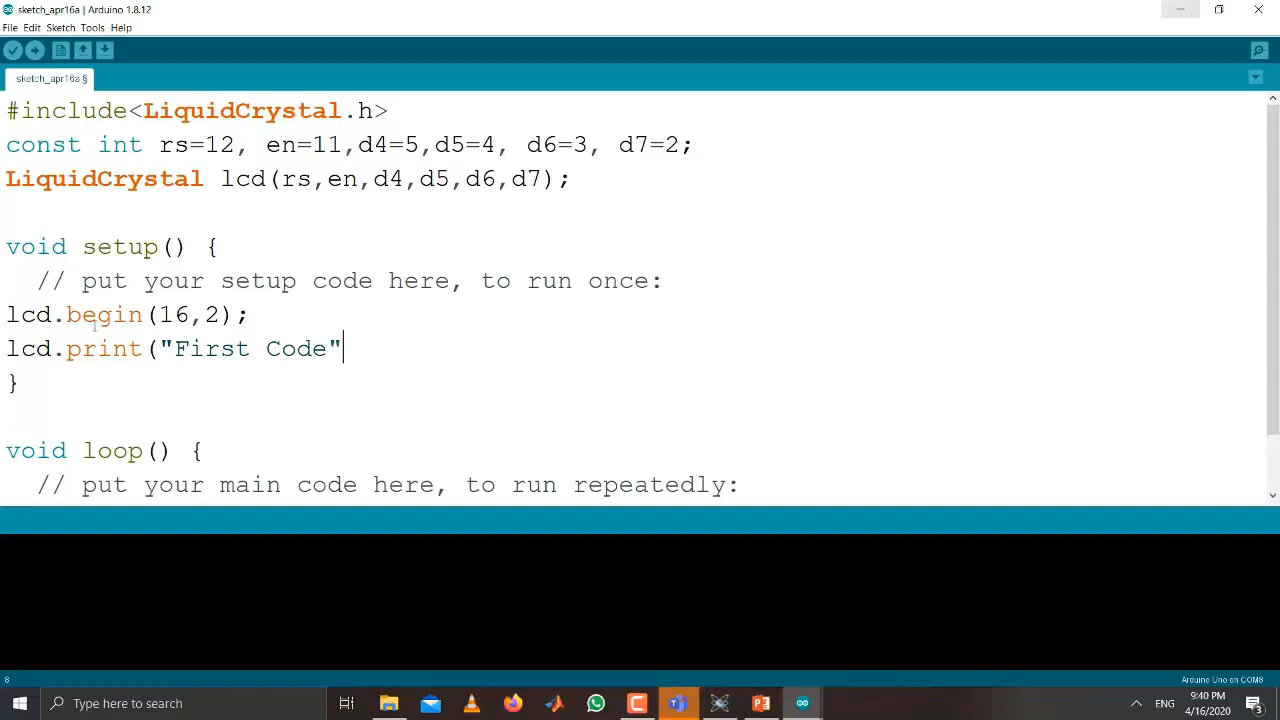 sketch_apr16a | Arduino 1.8.12
File Edit Sketch Tools Help
sketch_apr16a §
#include<LiquidCrystal.h>
const int rs=12, en=11,d4=5,d5=4, d6=3, d7=2;
LiquidCrystal lcd(rs,en,d4,d5,d6,d7);
void setup() {
// put your setup code here, to run once:
lcd.begin(16,2);
lcd.print("First Code"
}
void loop() {
// put your main code here, to run repeatedly:
8
Arduino Uno on COM8
Type here to search
ENG
9:40 PM
4/16/2020
3